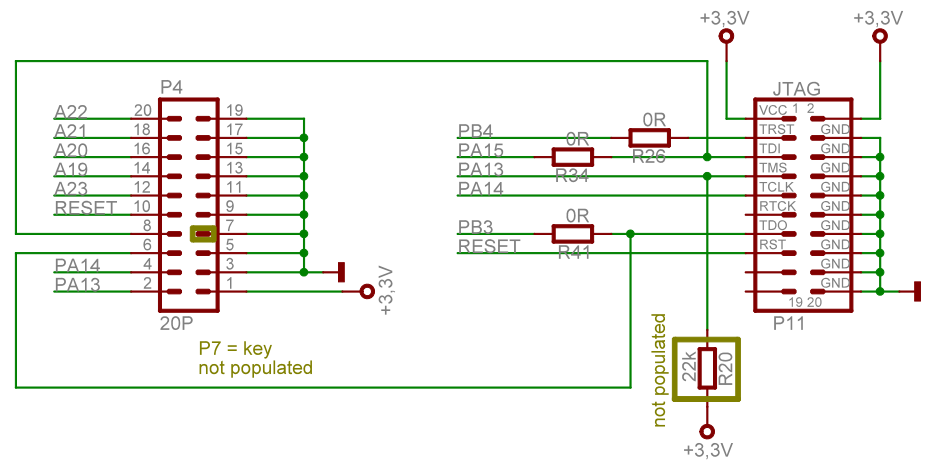 +3,3V
+3,3V
P4
JTAG
A22 20 19
A21 18 17
A20 16 15
A19 14 13
A23 12 11
RESET 10 9
8 7
6 5
PA14 4 3
PA13 2 1
+3,3V
20P
P7 = key
not populated
VCC 1 2
PB4 0R R26 TRST GND
PA15 0R R34 TDI GND
PA13 TMS GND
PA14 TCLK GND
RTCK GND
PB3 0R R41 TDO GND
RESET RST GND
GND
GND
19 20
P11
not populated
22k
R20
+3,3V